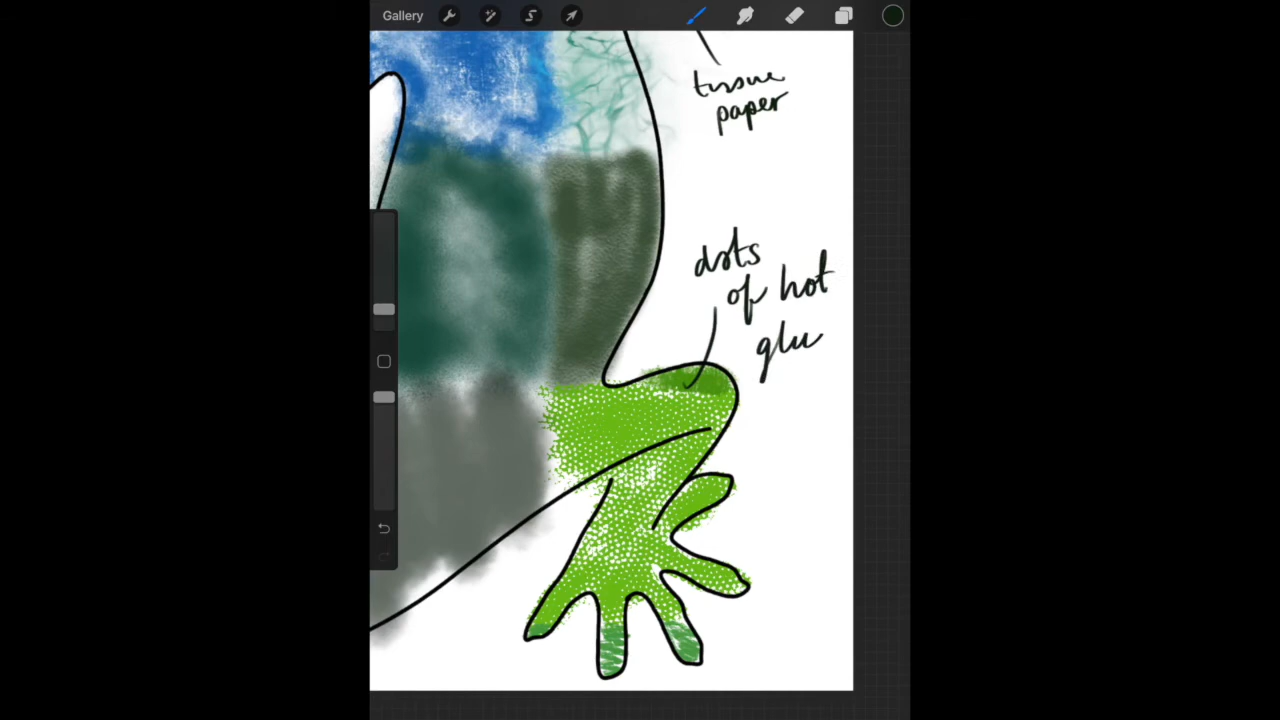 Gallery
tissue
paper
dots
of hot
glu